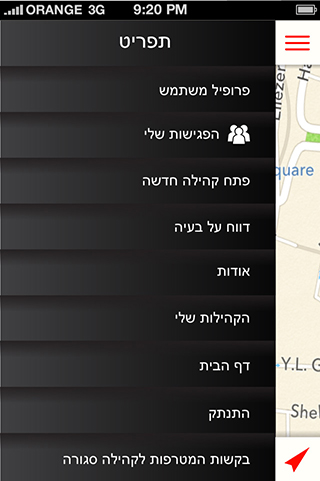 ORANGE 3G 9:20 PM
תפריט
פרופיל משתמש
הפגישות שלי
פתח קהילה חדשה
דווח על בעיה
אודות
הקהילות שלי
דף הבית
התנתק
בקשות המטרפות לקהילה סגורה
Eliezer
Ha
quare
Y.L. G
Shel